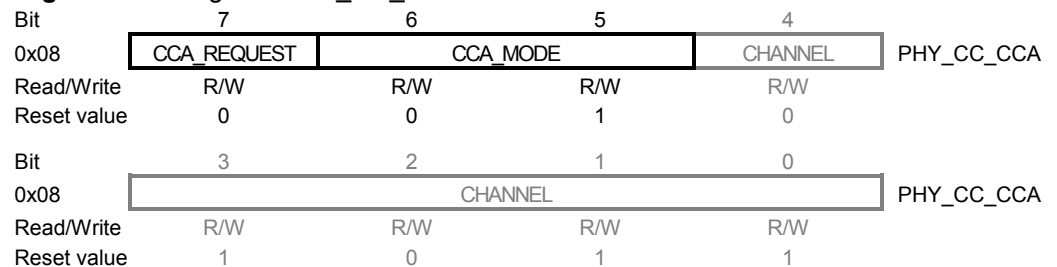 Bit 7 6 5 4
0x08 CCA_REQUEST CCA_MODE CHANNEL PHY_CC_CCA
Read/Write R/W R/W R/W R/W
Reset value 0 0 1 0
Bit 3 2 1 0
0x08 CHANNEL PHY_CC_CCA
Read/Write R/W R/W R/W R/W
Reset value 1 0 1 1